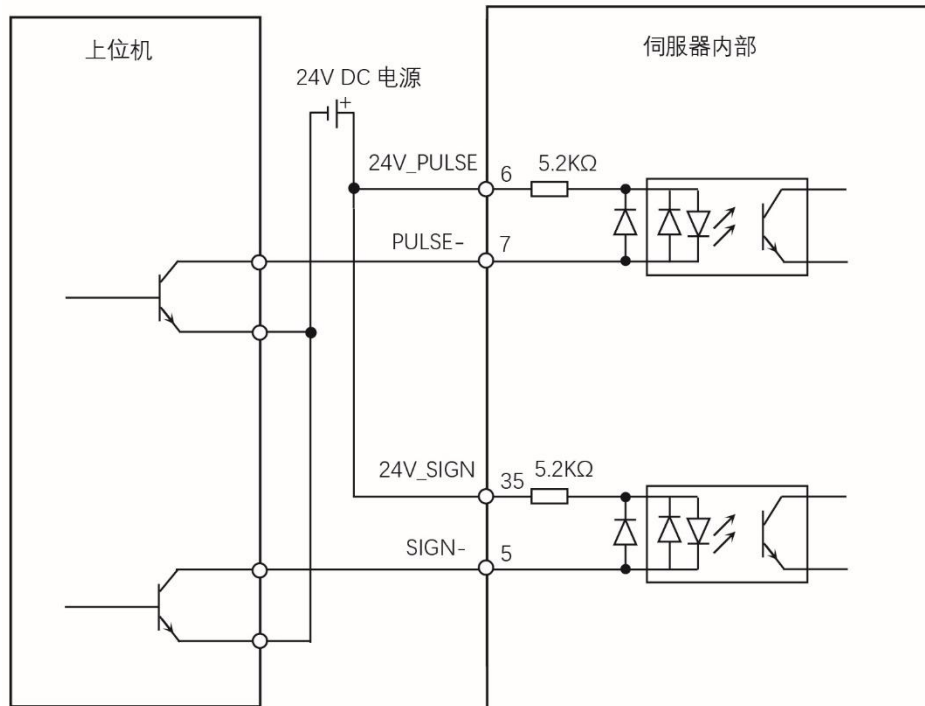 上位机
伺服器内部
24V DC 电源
+
24V_PULSE
6
5.2KΩ
PULSE-
7
24V_SIGN
35
5.2KΩ
SIGN-
5